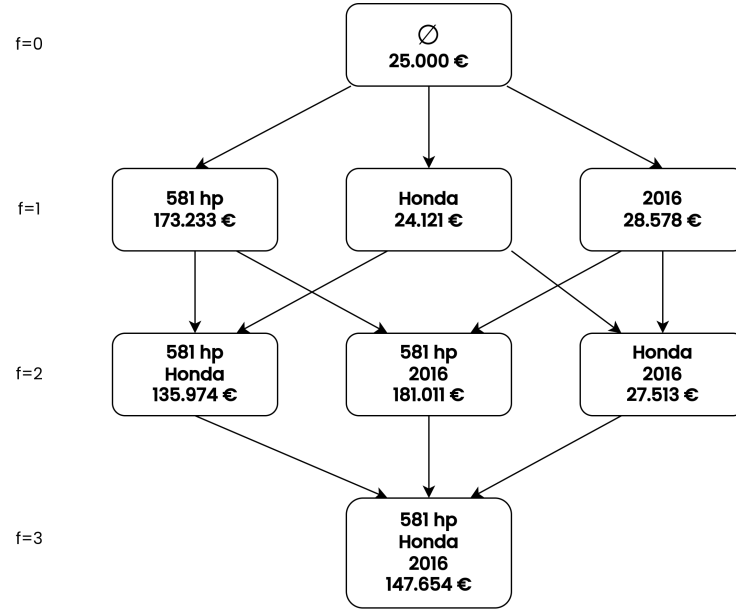 f=0
∅
25.000 €
f=1
581 hp
173.233 €
Honda
24.121 €
2016
28.578 €
f=2
581 hp
Honda
135.974 €
581 hp
2016
181.011 €
Honda
2016
27.513 €
f=3
581 hp
Honda
2016
147.654 €